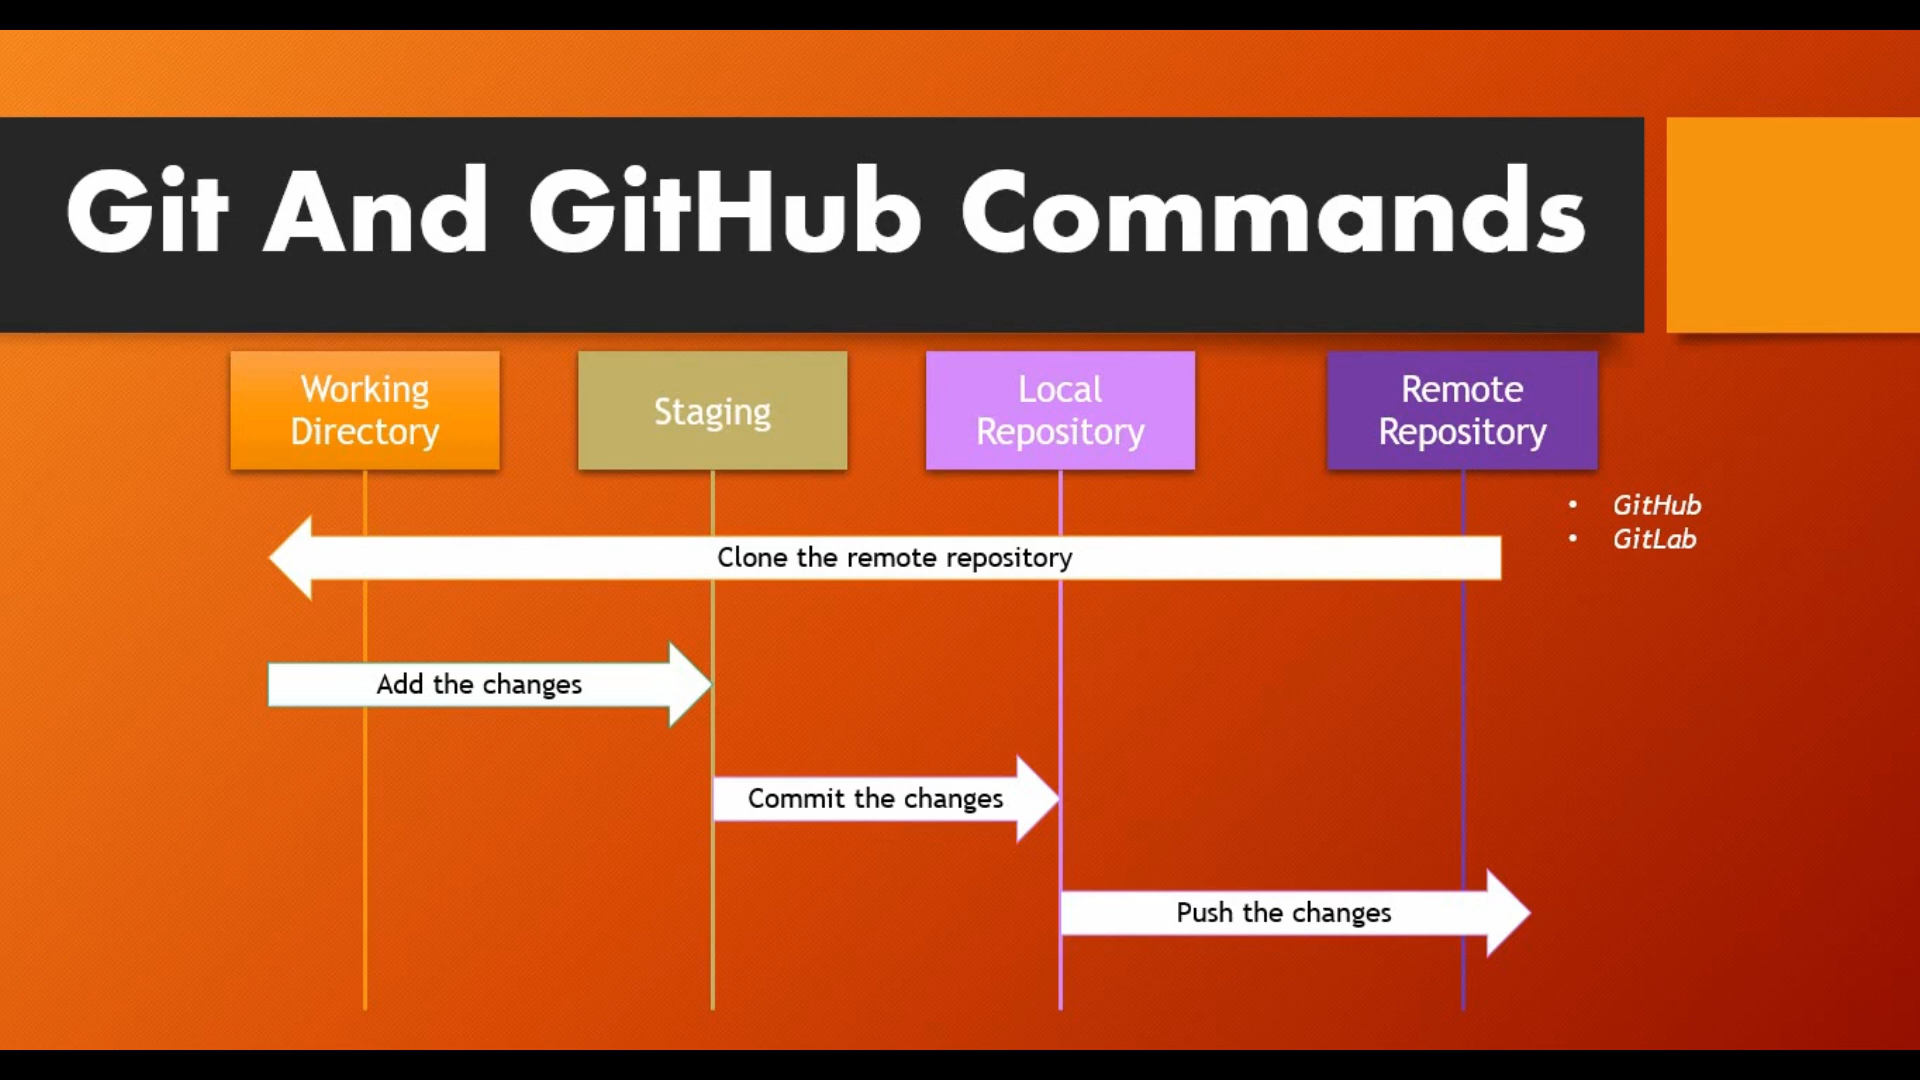 Git And GitHub Commands
Working
Directory
Staging
Local
Repository
Remote
Repository
• GitHub
• GitLab
Clone the remote repository
Add the changes
Commit the changes
Push the changes